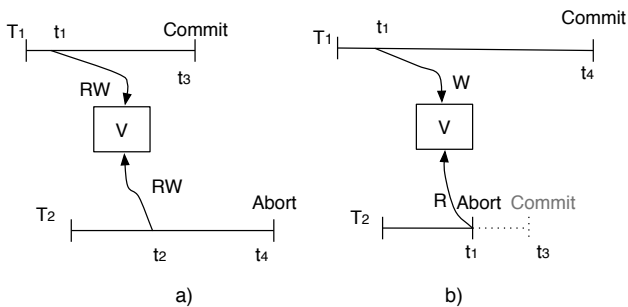 T1 t1 Commit
t3
RW
V
RW
T2 Abort
t2 t4
a)
T1 t1 Commit
t4
W
V
R Abort Commit
T2
t1 t3
b)